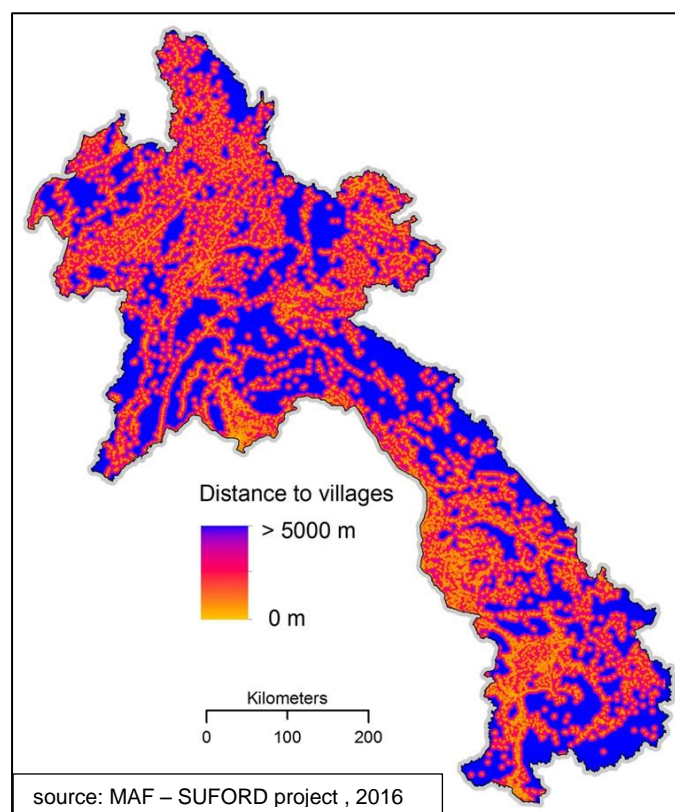 Distance to villages
> 5000 m
0 m
Kilometers
0 100 200
source: MAF – SUFORD project , 2016